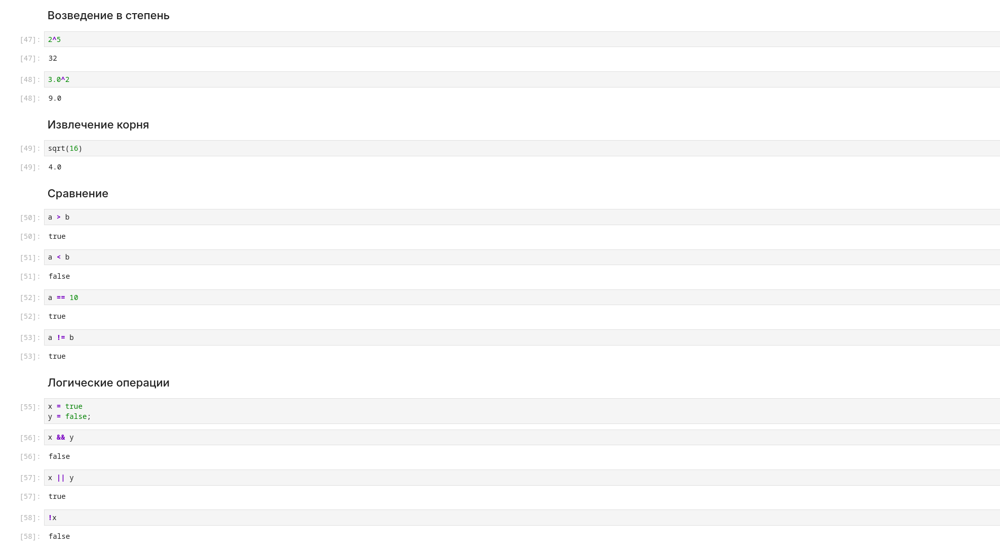 Возведение в степень
[47]: 2^5
[47]: 32
[48]: 3.0^2
[48]: 9.0
Извлечение корня
[49]: sqrt(16)
[49]: 4.0
Сравнение
[50]: a > b
[50]: true
[51]: a < b
[51]: false
[52]: a == 10
[52]: true
[53]: a != b
[53]: true
Логические операции
[55]: x = true
y = false;
[56]: x && y
[56]: false
[57]: x || y
[57]: true
[58]: !x
[58]: false